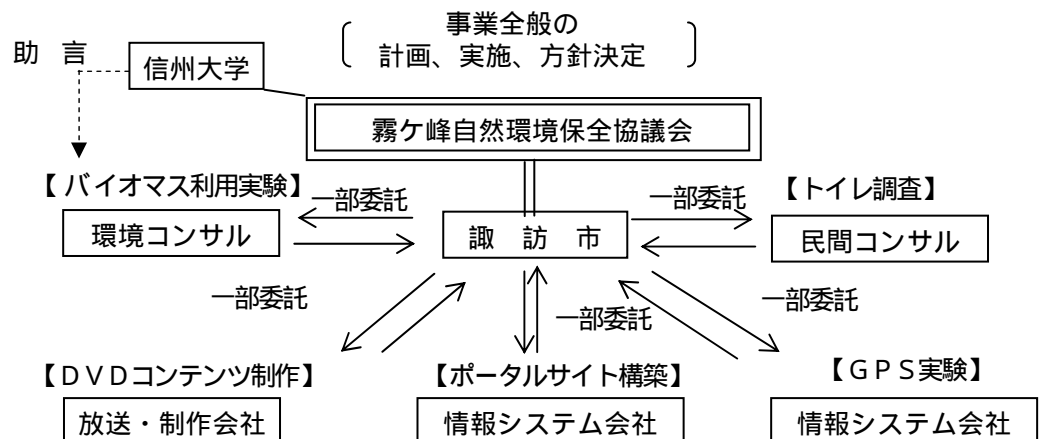 事業全般の
計画、実施、方針決定
助 言
信州大学
霧ケ峰自然環境保全協議会
【バイオマス利用実験】
一部委託
一部委託
【トイレ調査】
環境コンサル
諏 訪 市
民間コンサル
一部委託
一部委託
一部委託
【DVDコンテンツ制作】
【ポータルサイト構築】
【GPS実験】
放送・制作会社
情報システム会社
情報システム会社